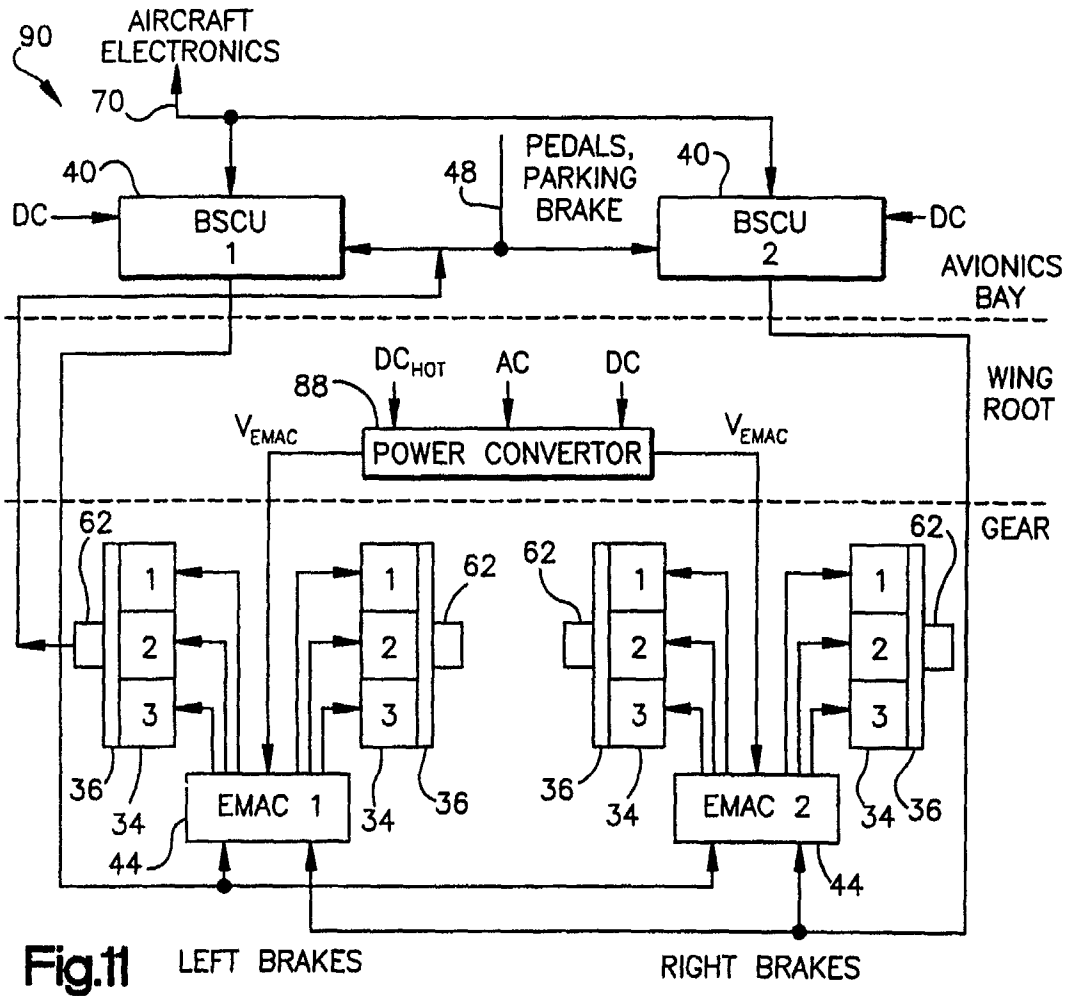 90
AIRCRAFT
ELECTRONICS
70
40
48
PEDALS,
PARKING
BRAKE
40
DC
BSCU
1
BSCU
2
DC
AVIONICS
BAY
DC_HOT
AC
DC
WING
ROOT
88
V_EMAC
POWER CONVERTOR
V_EMAC
GEAR
62
62
62
62
1
2
3
1
2
3
1
2
3
1
2
3
36
34
34
36
36
34
34
36
EMAC 1
EMAC 2
44
44
Fig.11
LEFT BRAKES
RIGHT BRAKES